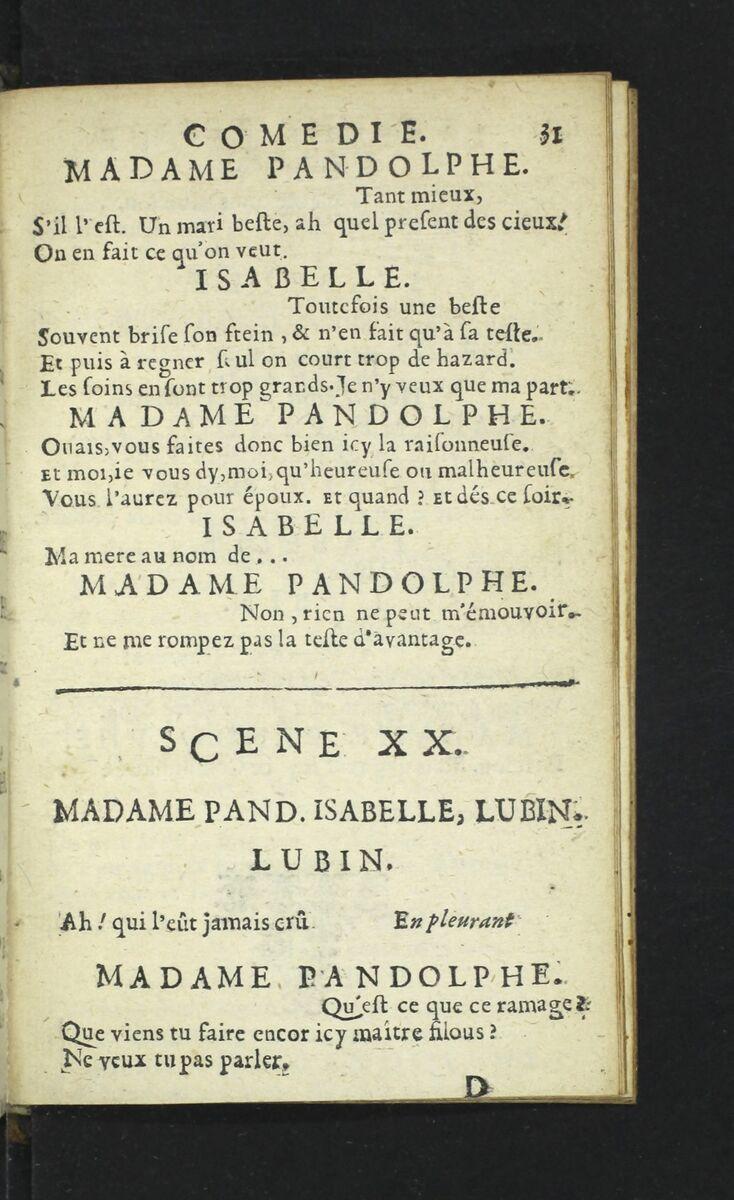 COMEDIE. 31
MADAME PANDOLPHE.
Tant mieux,
S'il l'eſt. Un mari beſte, ah quel preſent des cieux!
On en fait ce qu'on veut.
ISABELLE.
Toutefois une beſte
Souvent briſe ſon frein, & n'en fait qu'à ſa teſte.
Et puis à regner ſeul on court trop de hazard.
Les ſoins en ſont trop grands. Je n'y veux que ma part.
MADAME PANDOLPHE.
Ouais, vous faites donc bien icy la raiſonneuſe.
Et moi, ie vous dy, moi, qu'heureuſe ou malheureuſe
Vous l'aurez pour époux. Et quand ? Et dés ce ſoir.
ISABELLE.
Ma mere au nom de...
MADAME PANDOLPHE.
Non, rien ne peut m'émouvoir.
Et ne me rompez pas la teſte d'avantage.
SCENE XX.
MADAME PAND. ISABELLE, LUBIN.
LUBIN.
Ah! qui l'eût jamais crû En pleurant
MADAME PANDOLPHE.
Qu'eſt ce que ce ramage?
Que viens tu faire encor icy maître filous ?
Ne veux tu pas parler.
D